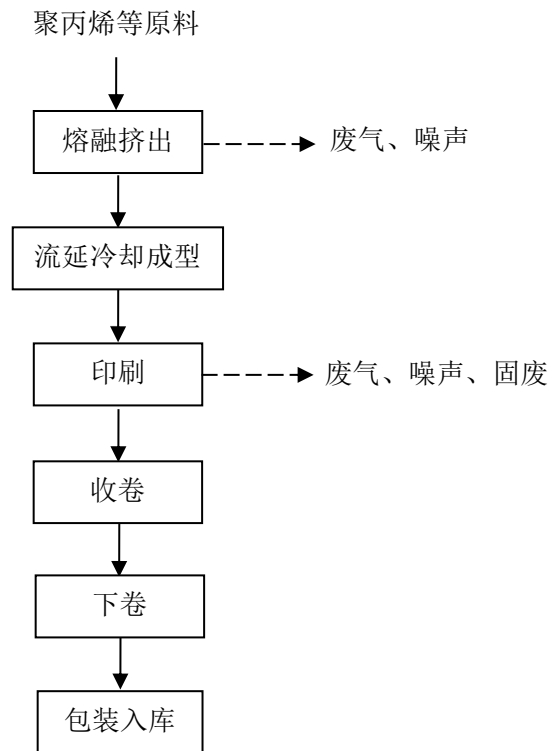 聚丙烯等原料
熔融挤出
废气、噪声
流延冷却成型
印刷
废气、噪声、固废
收卷
下卷
包装入库